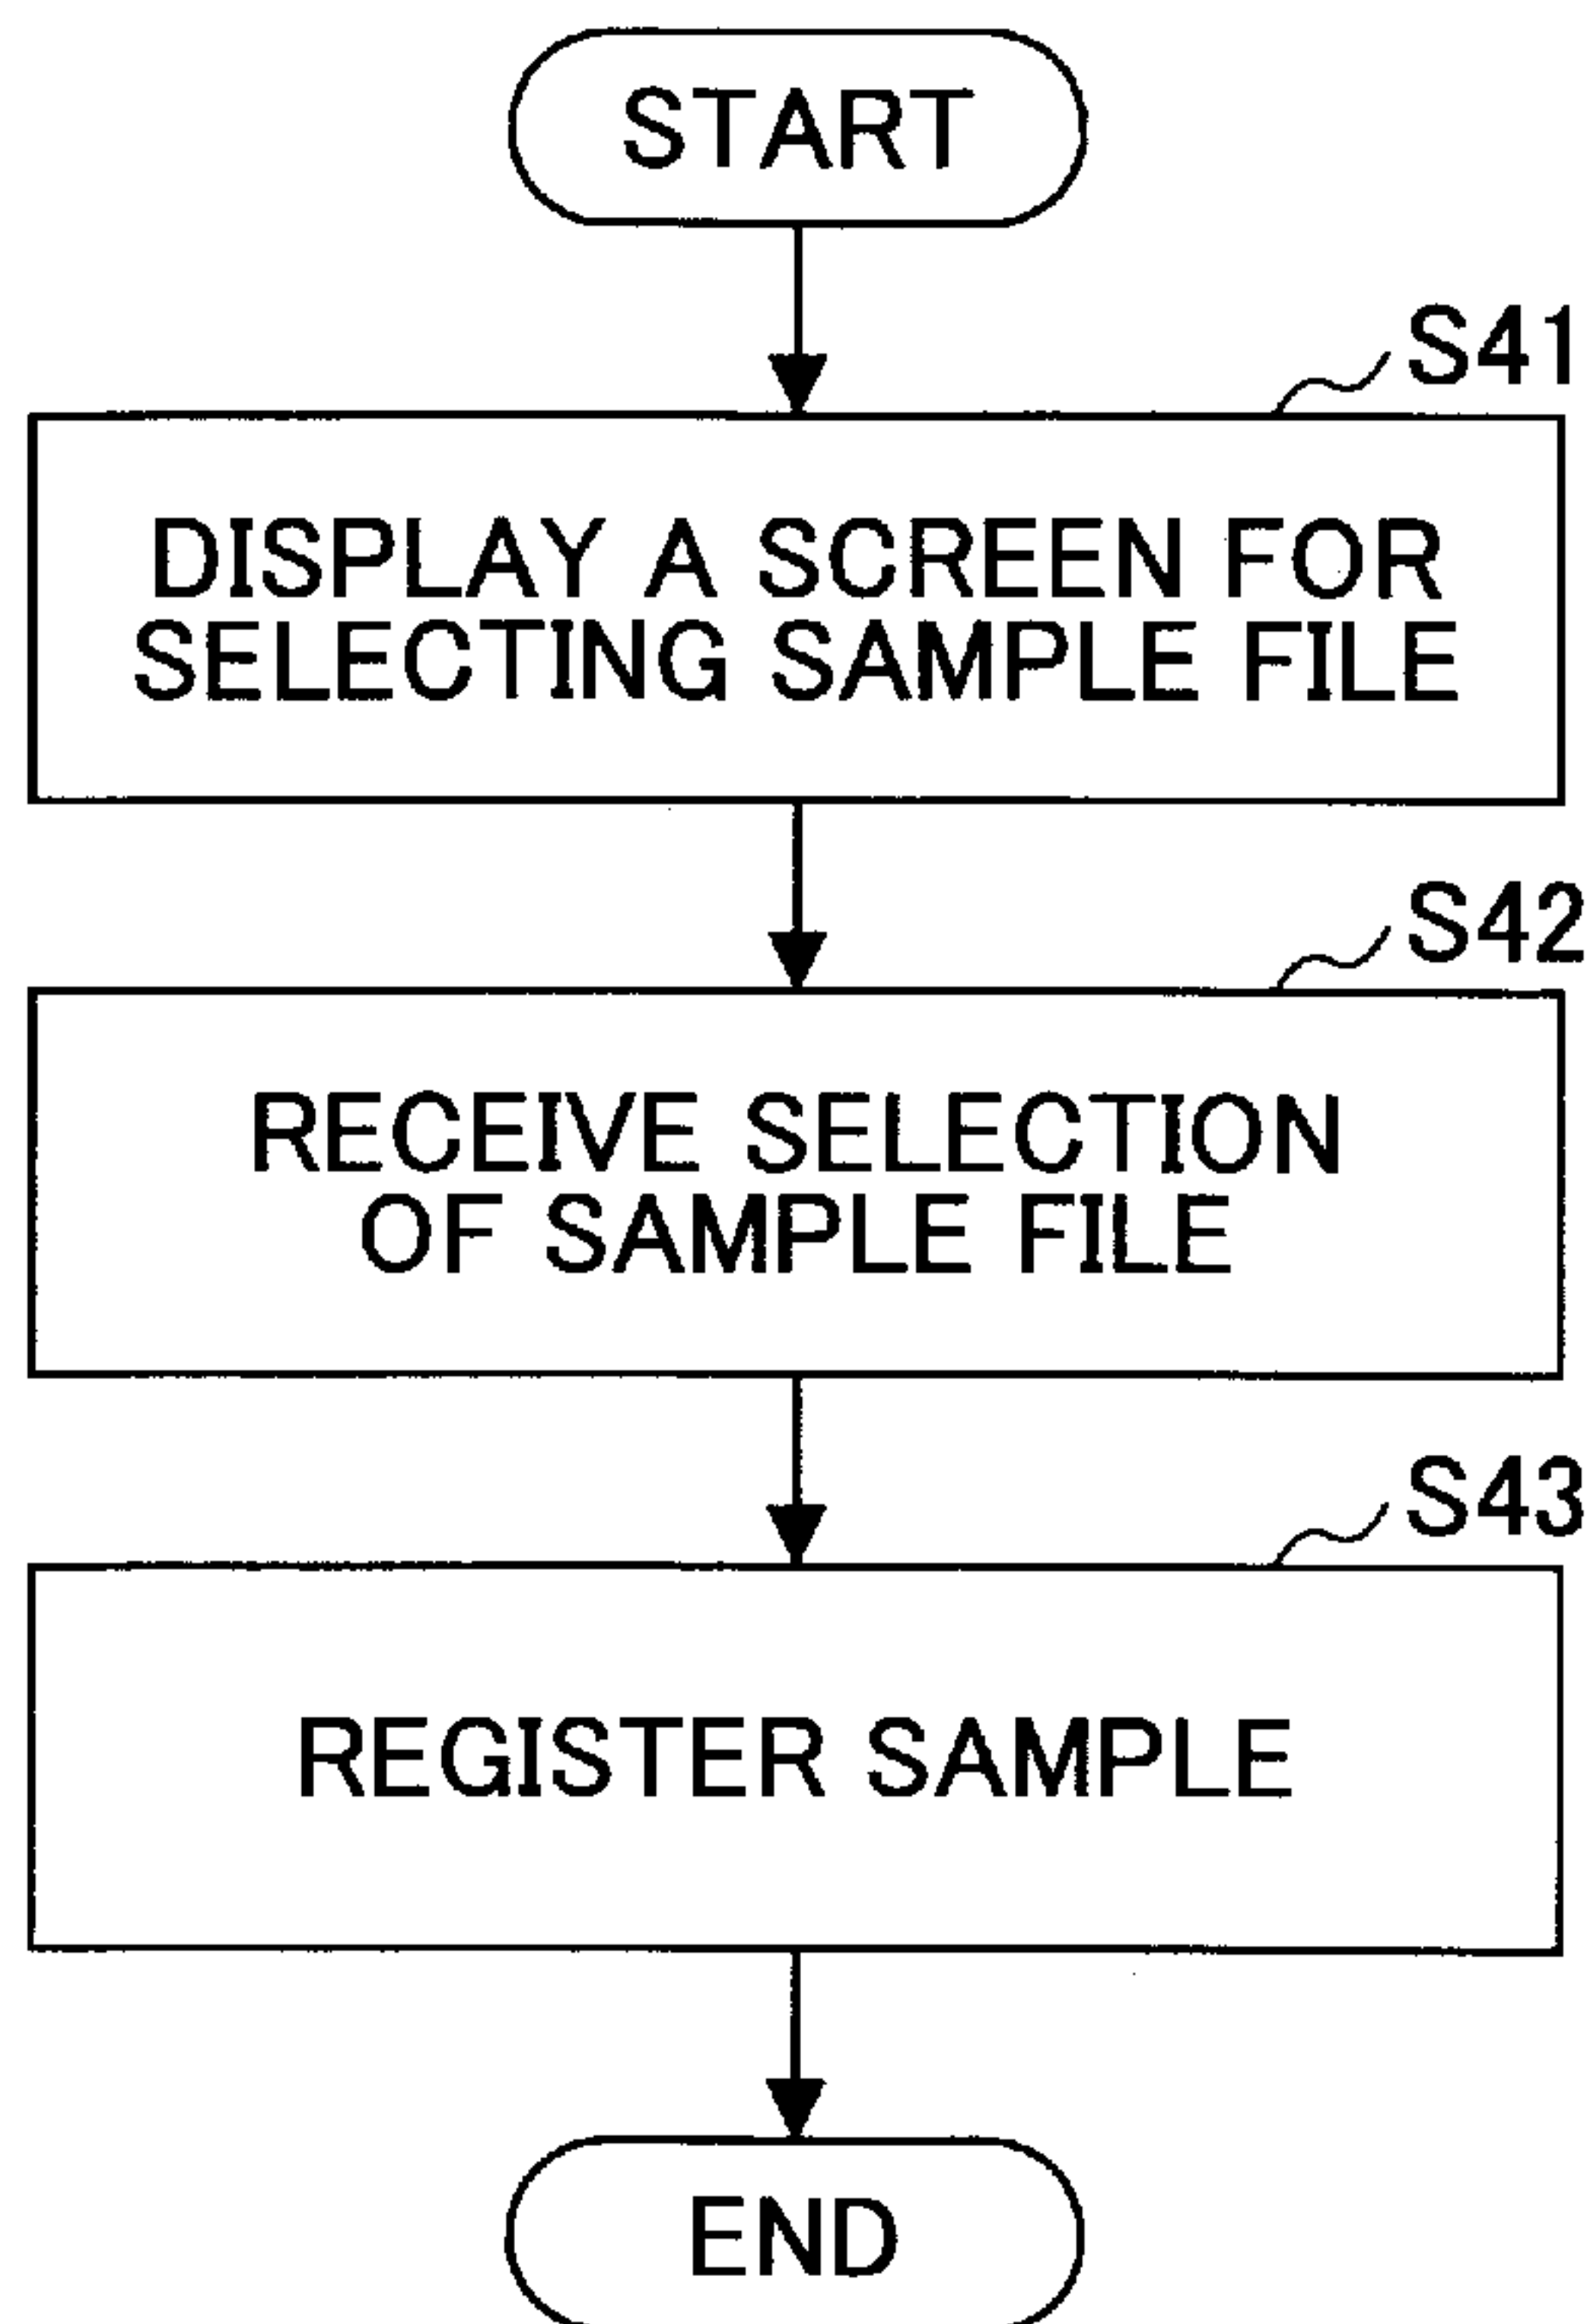 START
S41
DISPLAY A SCREEN FOR
SELECTING SAMPLE FILE
S42
RECEIVE SELECTION
OF SAMPLE FILE
S43
REGISTER SAMPLE
END